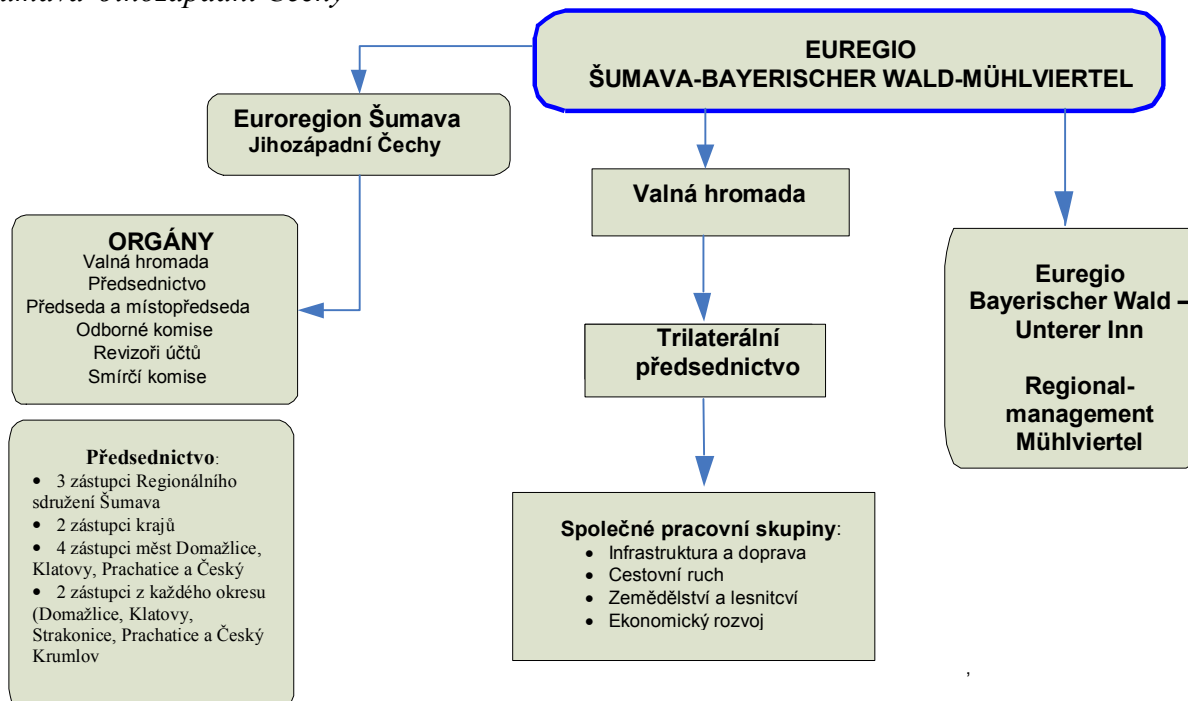 Šumava-Jihozápadní Čechy
EUREGIO
ŠUMAVA-BAYERISCHER WALD-MÜHLVIERTEL
Euroregion Šumava
Jihozápadní Čechy
Valná hromada
ORGÁNY
Valná hromada
Předsednictvo
Předseda a místopředseda
Odborné komise
Revizoři účtů
Smírčí komise
Euregio
Bayerischer Wald –
Unterer Inn
Regional-
management
Mühlviertel
Trilaterální
předsednictvo
Předsednictvo:
• 3 zástupci Regionálního
sdružení Šumava
• 2 zástupci krajů
• 4 zástupci měst Domažlice,
Klatovy, Prachatice a Český
• 2 zástupci z každého okresu
(Domažlice, Klatovy,
Strakonice, Prachatice a Český
Krumlov
Společné pracovní skupiny:
• Infrastruktura a doprava
• Cestovní ruch
• Zemědělství a lesnitcví
• Ekonomický rozvoj
,